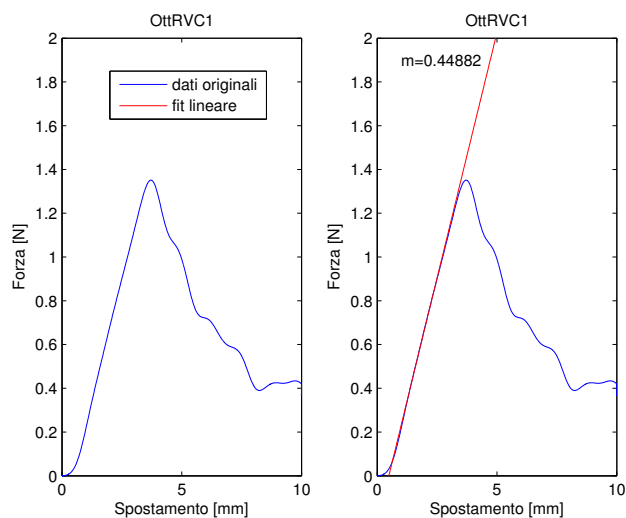 OttRVC1
2
1.8
1.6
1.4
1.2
1
0.8
0.6
0.4
0.2
0
Forza [N]
dati originali
fit lineare
0 5 10
Spostamento [mm]
OttRVC1
2
1.8
1.6
1.4
1.2
1
0.8
0.6
0.4
0.2
0
Forza [N]
m=0.44882
0 5 10
Spostamento [mm]